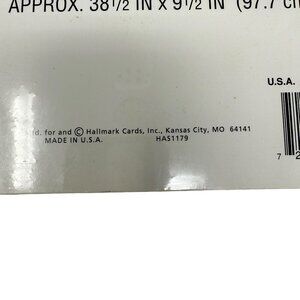 APPROX. 38 1/2 IN x 9 1/2 IN (97.7 c
U.S.A.
d. for and © Hallmark Cards, Inc., Kansas City, MO 64141
MADE IN U.S.A. HAS1179
7 2